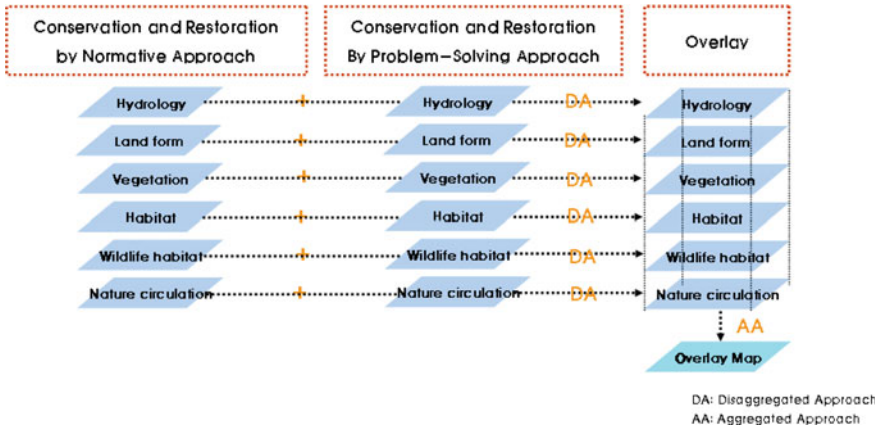 Conservation and Restoration
by Normative Approach
Conservation and Restoration
By Problem-Solving Approach
Overlay
Hydrology + Hydrology DA Hydrology
Land form + Land form DA Land form
Vegetation + Vegetation DA Vegetation
Habitat + Habitat DA Habitat
Wildlife habitat + Wildlife habitat DA Wildlife habitat
Nature circulation + Nature circulation DA Nature circulation
AA
Overlay Map
DA: Disaggregated Approach
AA: Aggregated Approach